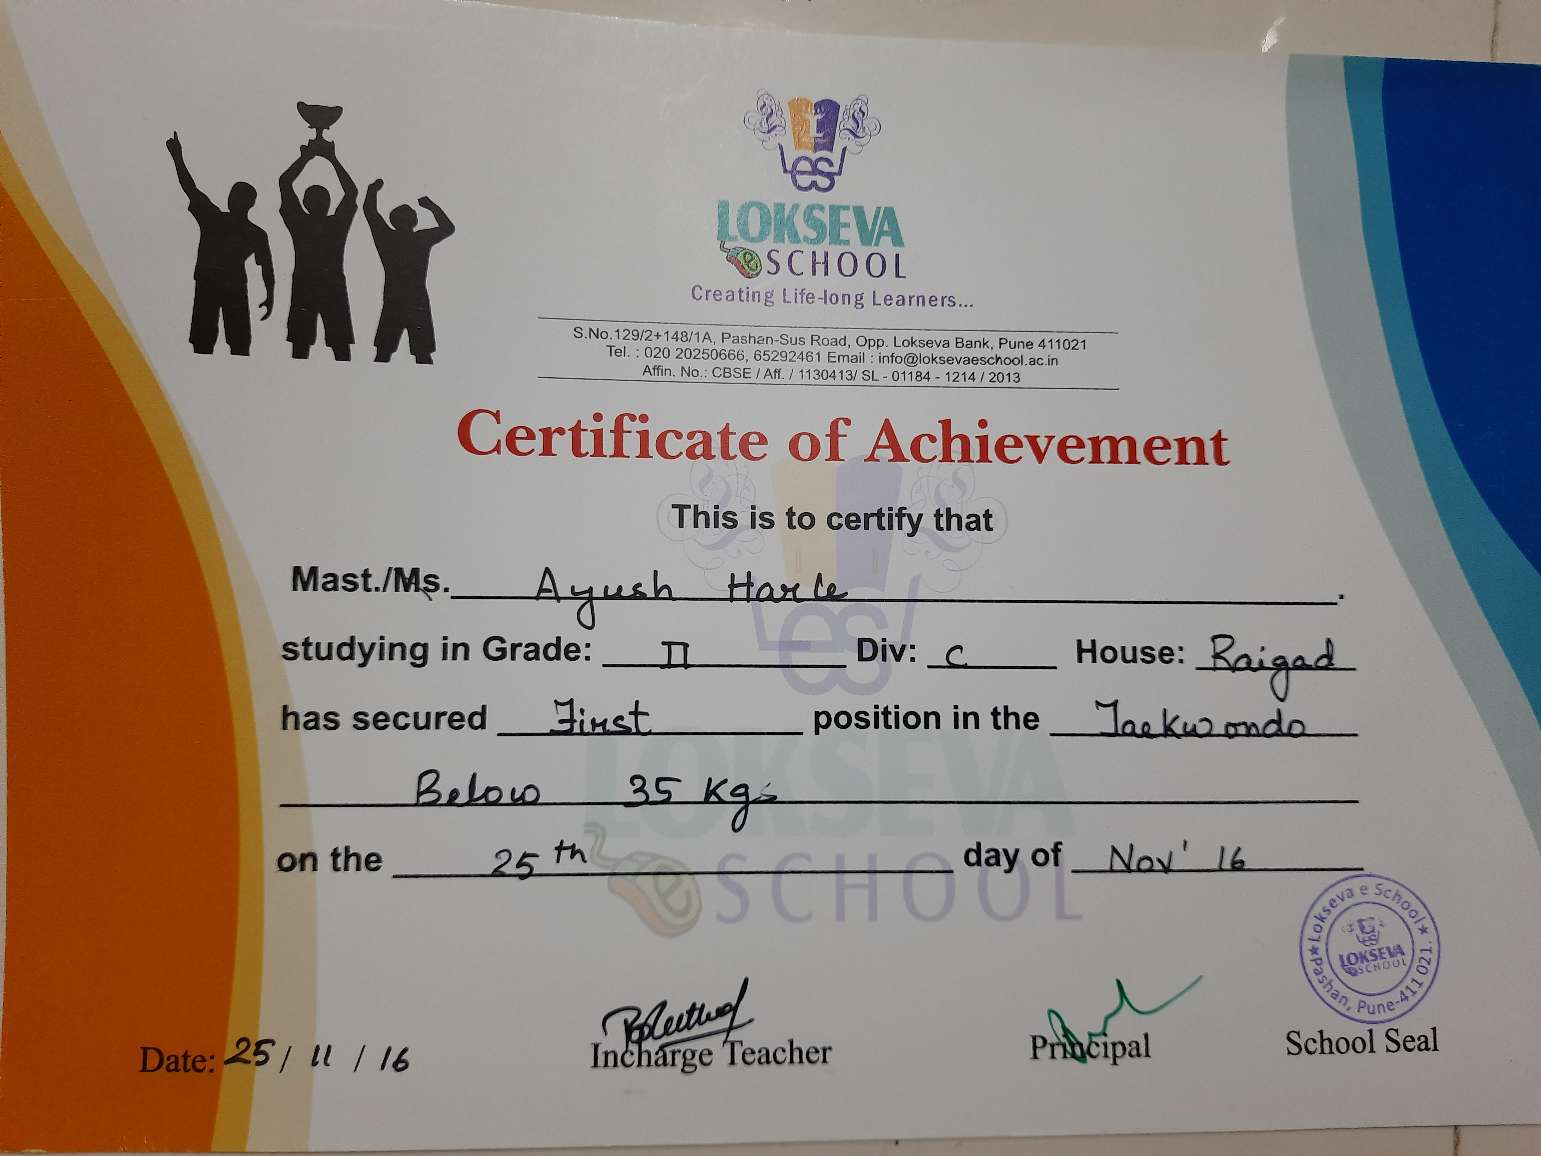 LES
LOKSEVA
e SCHOOL
Creating Life-long Learners...
S.No.129/2+148/1A, Pashan-Sus Road, Opp. Lokseva Bank, Pune 411021
Tel. : 020 20250666, 65292461 Email : info@loksevaeschool.ac.in
Affin. No.: CBSE / Aff. / 1130413/ SL - 01184 - 1214 / 2013
Certificate of Achievement
This is to certify that
Mast./Ms. Ayush Harle.
studying in Grade: II Div: C House: Raigad
has secured First position in the Taekwondo
Below 35 Kgs
on the 25th day of Nov' 16
Lokseva e School
Pashan, Pune-411 021.
LOKSEVA
e SCHOOL
Date: 25 / 11 / 16 Incharge Teacher Principal School Seal